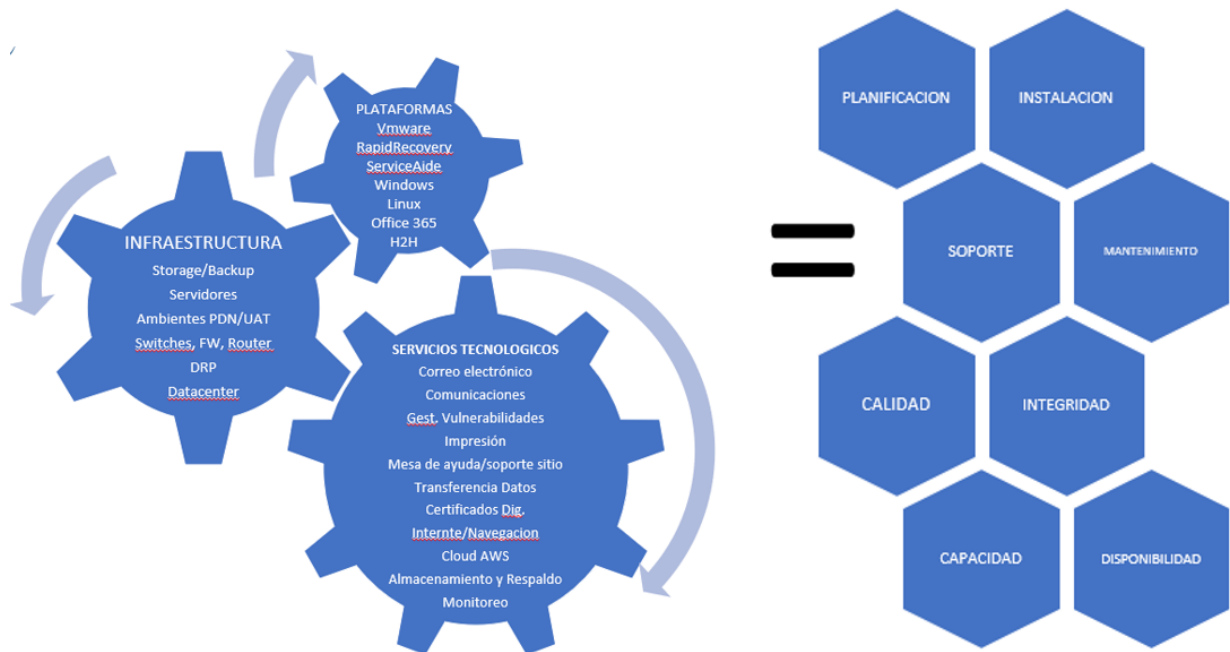 PLATAFORMAS
Vmware
RapidRecovery
ServiceAide
Windows
Linux
Office 365
H2H
INFRAESTRUCTURA
Storage/Backup
Servidores
Ambientes PDN/UAT
Switches, FW, Router
DRP
Datacenter
SERVICIOS TECNOLOGICOS
Correo electrónico
Comunicaciones
Gest. Vulnerabilidades
Impresión
Mesa de ayuda/soporte sitio
Transferencia Datos
Certificados Dig.
Internte/Navegacion
Cloud AWS
Almacenamiento y Respaldo
Monitoreo
=
PLANIFICACION
INSTALACION
SOPORTE
MANTENIMIENTO
CALIDAD
INTEGRIDAD
CAPACIDAD
DISPONIBILIDAD